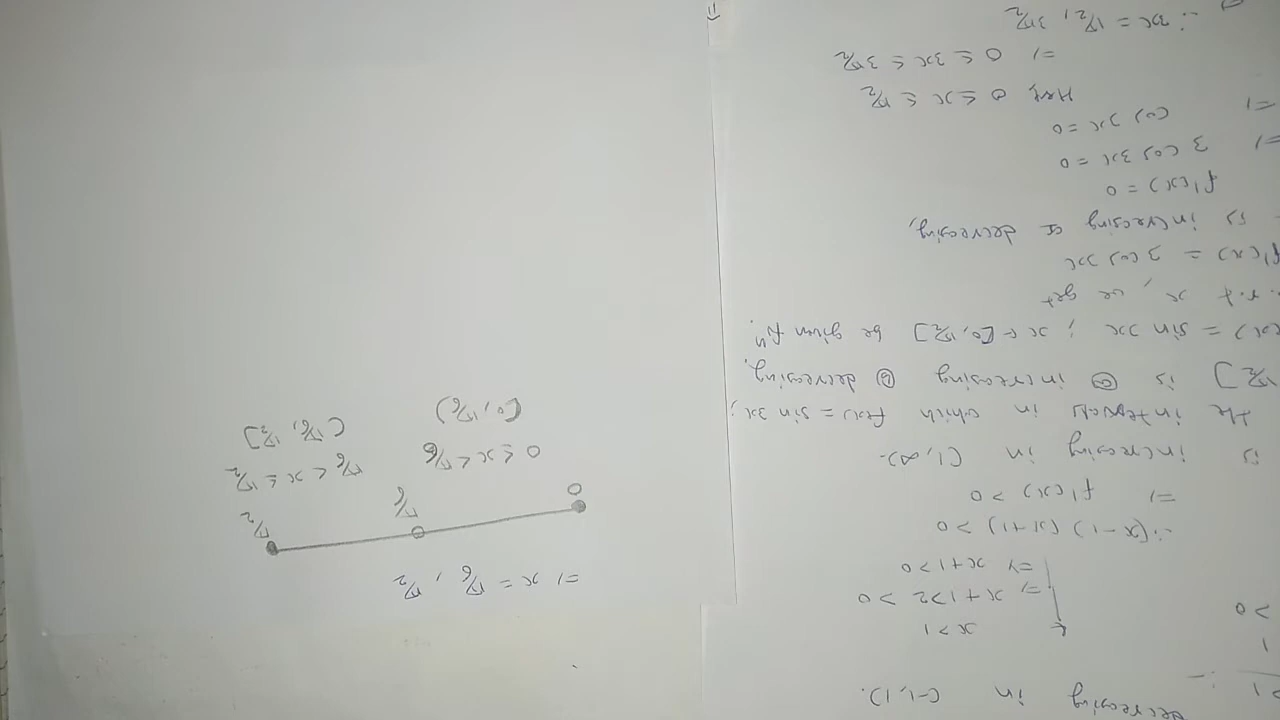 decreasing in (-1, 1).
x > 1
=> x+1 > 2 > 0
=> x+1 > 0
∴ (x-1) (x+1) > 0
=) f'(x) > 0
is increasing in (1, ∞).
the intervals in which f(x) = sin 3x;
π/2] is ⓐ increasing ⓑ decreasing.
(x) = sin 3x ; x ∈ [0, π/2] be given fⁿ.
r.t x, we get
f'(x) = 3 cos 3x
is increasing & decreasing,
f'(x) = 0
=) 3 cos 3x = 0
=) cos 3x = 0
Here, 0 ≤ x ≤ π/2
=) 0 ≤ 3x ≤ 3π/2
∴ 3x = π/2, 3π/2
=) x = π/6, π/2
0 π/6 π/2
0 ≤ x < π/6 π/6 < x ≤ π/2
[0, π/6) (π/6, π/2]